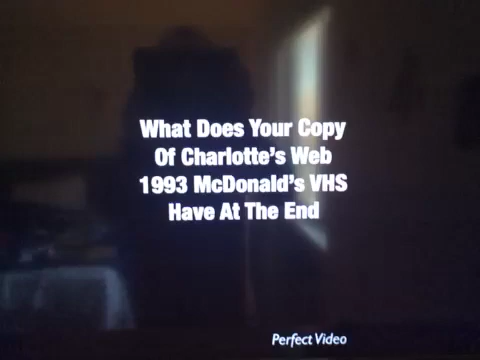 What Does Your Copy
Of Charlotte's Web
1993 McDonald's VHS
Have At The End
Perfect Video